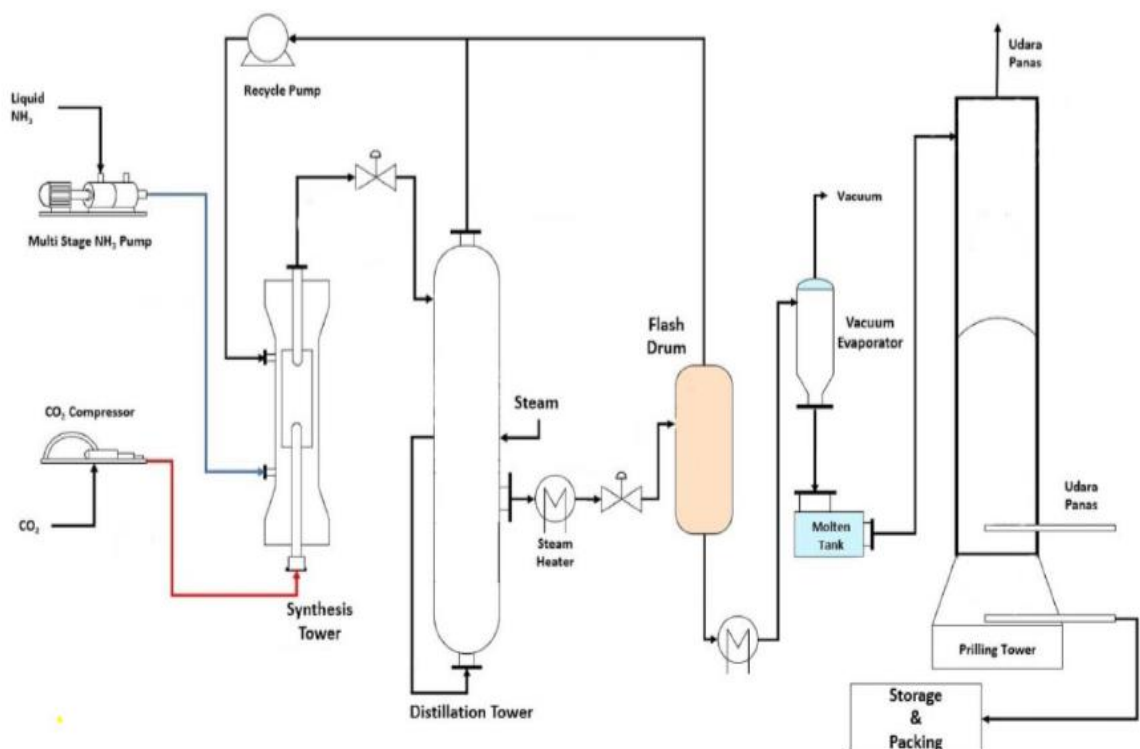 Udara
Panas
Recycle Pump
Liquid
NH₃
Multi Stage NH₃ Pump
Vacuum
Flash
Drum
Vacuum
Evaporator
CO₂ Compressor
Steam
CO₂
Steam
Heater
Molten
Tank
Udara
Panas
Synthesis
Tower
Prilling Tower
Distillation Tower
Storage
&
Packing